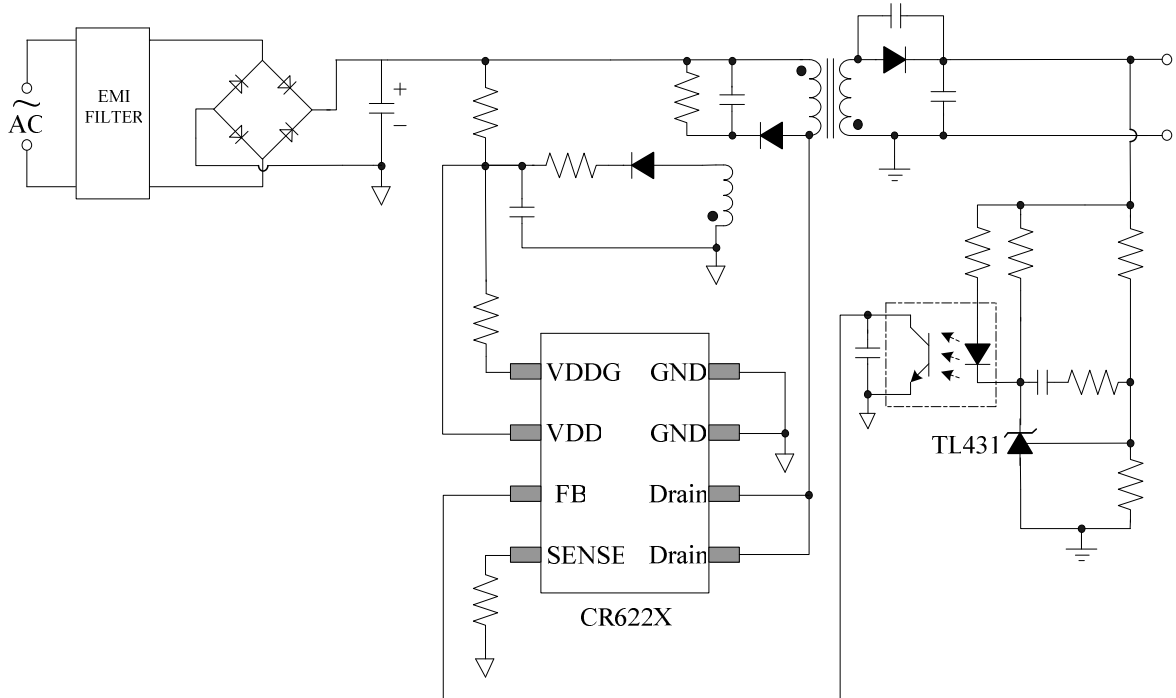 EMI
FILTER
~
AC
+
−
VDDG
GND
VDD
GND
FB
Drain
SENSE
Drain
CR622X
TL431